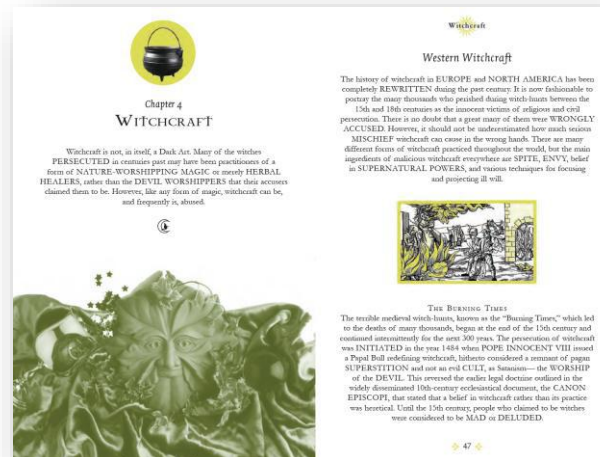 Chapter 4
WITCHCRAFT
Witchcraft is not, in itself, a Dark Art. Many of the witches
PERSECUTED in centuries past may have been practitioners of a
form of NATURE-WORSHIPPING MAGIC or merely HERBAL
HEALERS, rather than the DEVIL WORSHIPPERS that their accusers
claimed them to be. However, like any form of magic, witchcraft can be,
and frequently is, abused.
Witchcraft
Western Witchcraft
The history of witchcraft in EUROPE and NORTH AMERICA has been
completely REWRITTEN during the past century. It is now fashionable to
portray the many thousands who perished during witch-hunts between the
15th and 18th centuries as the innocent victims of religious and civil
persecution. There is no doubt that a great many of them were WRONGLY
ACCUSED. However, it should not be underestimated how much serious
MISCHIEF witchcraft can cause in the wrong hands. There are many
different forms of witchcraft practiced throughout the world, but the main
ingredients of malicious witchcraft everywhere are SPITE, ENVY, belief
in SUPERNATURAL POWERS, and various techniques for focusing
and projecting ill will.
THE BURNING TIMES
The terrible medieval witch-hunts, known as the "Burning Times," which led
to the deaths of many thousands, began at the end of the 15th century and
continued intermittently for the next 300 years. The persecution of witchcraft
was INITIATED in the year 1484 when POPE INNOCENT VIII issued
a Papal Bull redefining witchcraft, hitherto considered a remnant of pagan
SUPERSTITION and not an evil CULT, as Satanism— the WORSHIP
of the DEVIL. This reversed the earlier legal doctrine outlined in the
widely disseminated 10th-century ecclesiastical document, the CANON
EPISCOPI, that stated that a belief in witchcraft rather than its practice
was heretical. Until the 15th century, people who claimed to be witches
were considered to be MAD or DELUDED.
47